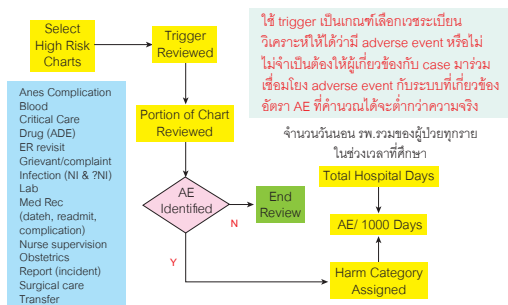 Select
High Risk
Charts
Trigger
Reviewed
ใช้ trigger เป็นเกณฑ์เลือกเวชระเบียน
วิเคราะห์ให้ได้ว่ามี adverse event หรือไม่
ไม่จำเป็นต้องให้ผู้เกี่ยวข้องกับ case มาร่วม
เชื่อมโยง adverse event กับระบบที่เกี่ยวข้อง
อัตรา AE ที่คำนวณได้จะต่ำกว่าความจริง
Anes Complication
Blood
Critical Care
Drug (ADE)
ER revisit
Grievant/complaint
Infection (NI & ?NI)
Lab
Med Rec
(dateh, readmit,
complication)
Nurse supervision
Obstetrics
Report (incident)
Surgical care
Transfer
Portion of Chart
Reviewed
จำนวนวันนอน รพ.รวมของผู้ป่วยทุกราย
ในช่วงเวลาที่ศึกษา
Total Hospital Days
AE
Identified
N
End
Review
AE/ 1000 Days
Y
Harm Category
Assigned